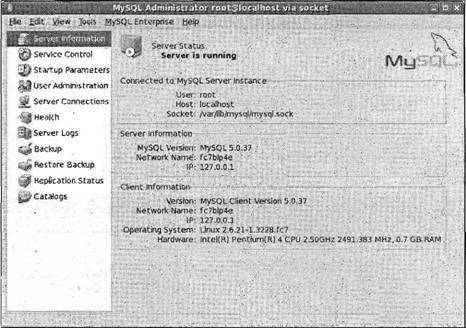 MySQL Administrator root@localhost via socket
File Edit View Tools MySQL Enterprise Help
Server Information
Service Control
Startup Parameters
User Administration
Server Connections
Health
Server Logs
Backup
Restore Backup
Replication Status
Catalogs
Server Status
Server is running
MySQL
Connected to MySQL Server Instance
User: root
Host: localhost
Socket: /var/lib/mysql/mysql.sock
Server Information
MySQL Version: MySQL 5.0.37
Network Name: fc7blp4e
IP: 127.0.0.1
Client Information
Version: MySQL Client Version 5.0.37
Network Name: fc7blp4e
IP: 127.0.0.1
Operating System: Linux 2.6.21-1.3228.fc7
Hardware: Intel(R) Pentium(R) 4 CPU 2.50GHz 2491.383 MHz, 0.7 GB RAM